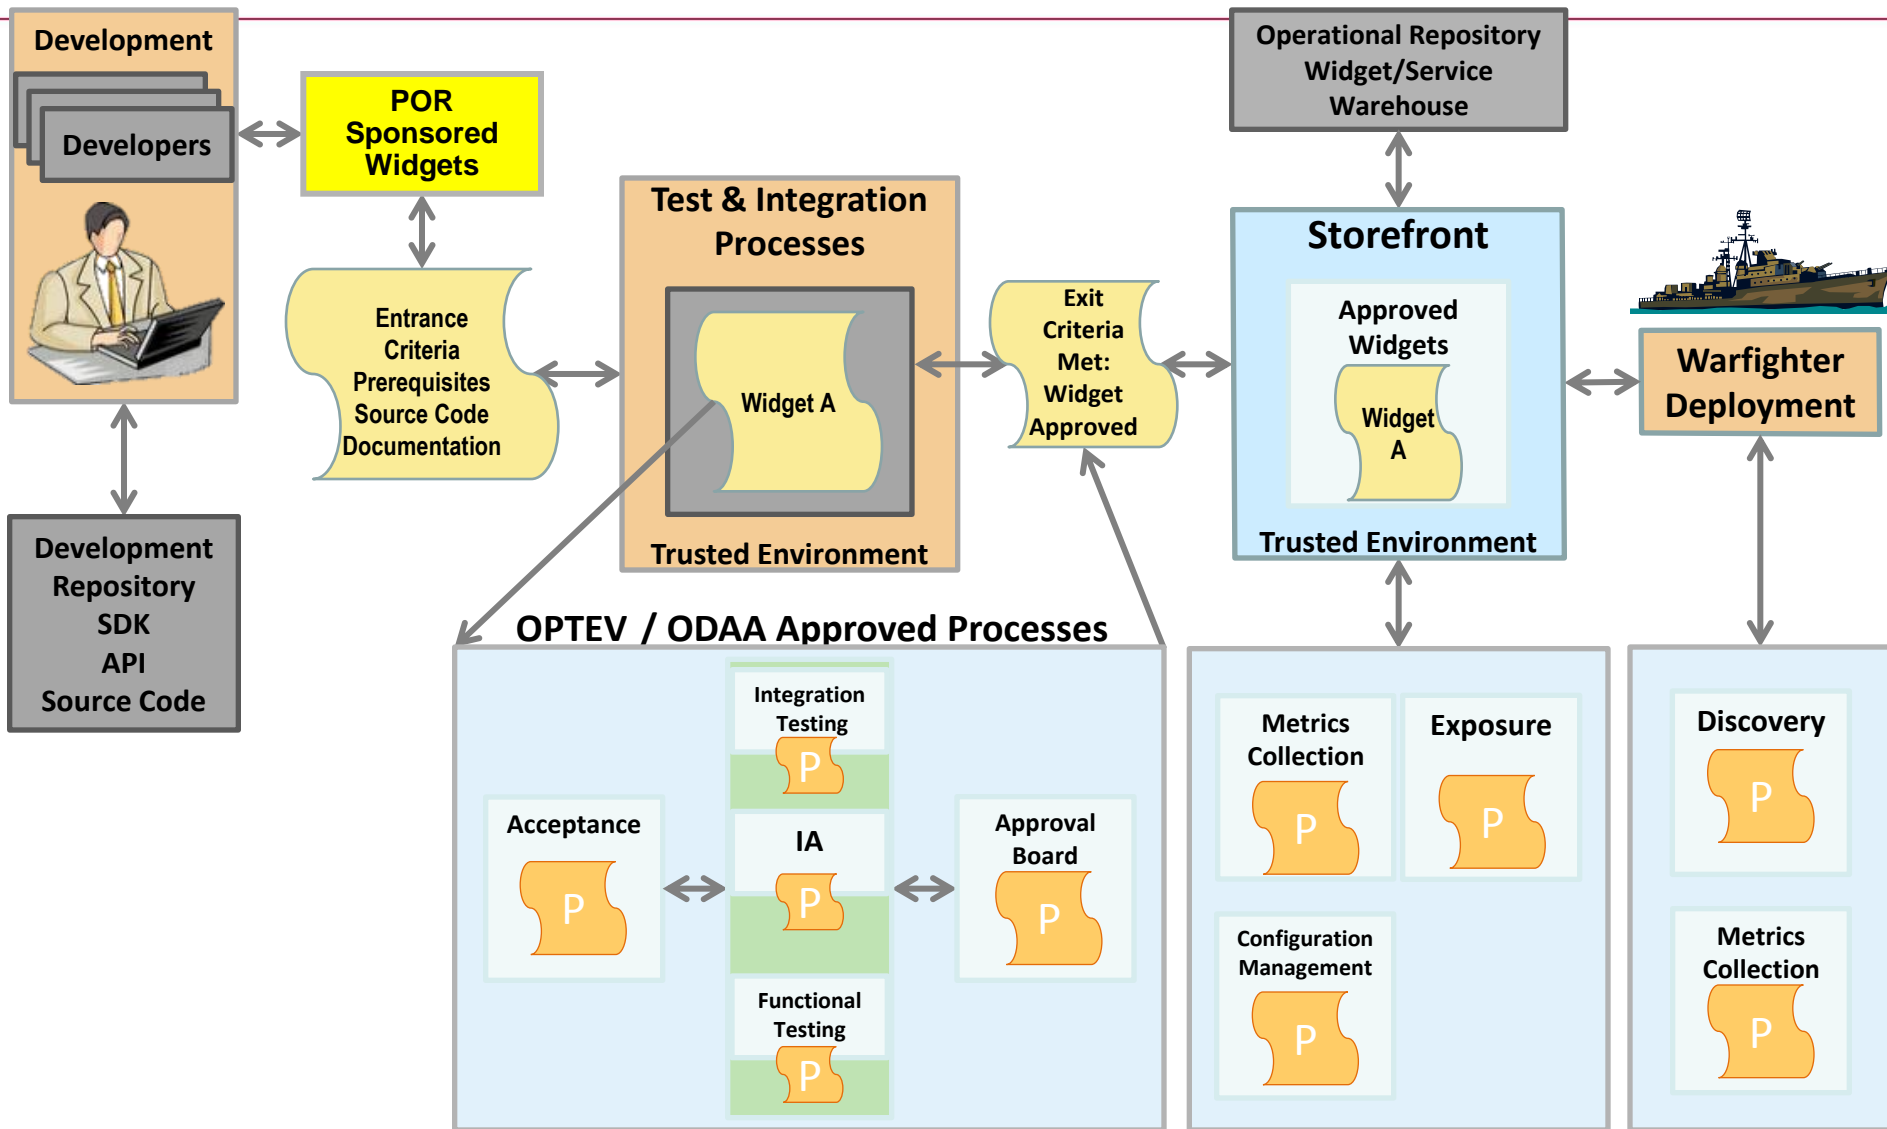 Development
Developers
POR
Sponsored
Widgets
Entrance
Criteria
Prerequisites
Source Code
Documentation
Development
Repository
SDK
API
Source Code
Test & Integration
Processes
Widget A
Trusted Environment
Exit
Criteria
Met:
Widget
Approved
Operational Repository
Widget/Service
Warehouse
Storefront
Approved
Widgets
Widget
A
Trusted Environment
Warfighter
Deployment
OPTEV / ODAA Approved Processes
Acceptance
P
Integration
Testing
P
IA
P
Functional
Testing
P
Approval
Board
P
Metrics
Collection
P
Exposure
P
Configuration
Management
P
Discovery
P
Metrics
Collection
P